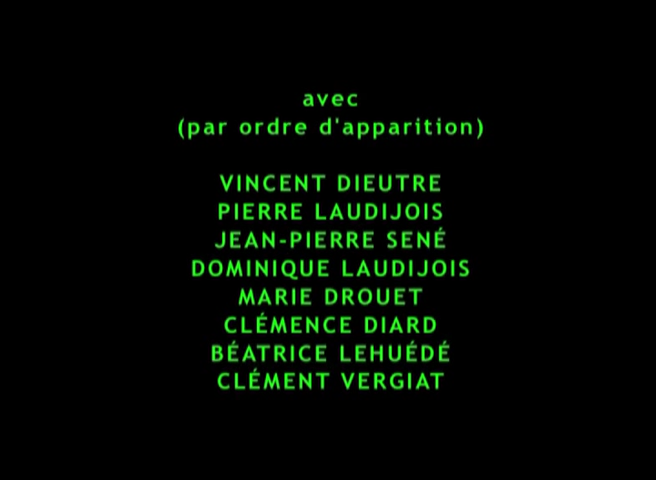 avec
(par ordre d'apparition)
VINCENT DIEUTRE
PIERRE LAUDIJOIS
JEAN-PIERRE SENÉ
DOMINIQUE LAUDIJOIS
MARIE DROUET
CLÉMENCE DIARD
BÉATRICE LEHUÉDÉ
CLÉMENT VERGIAT